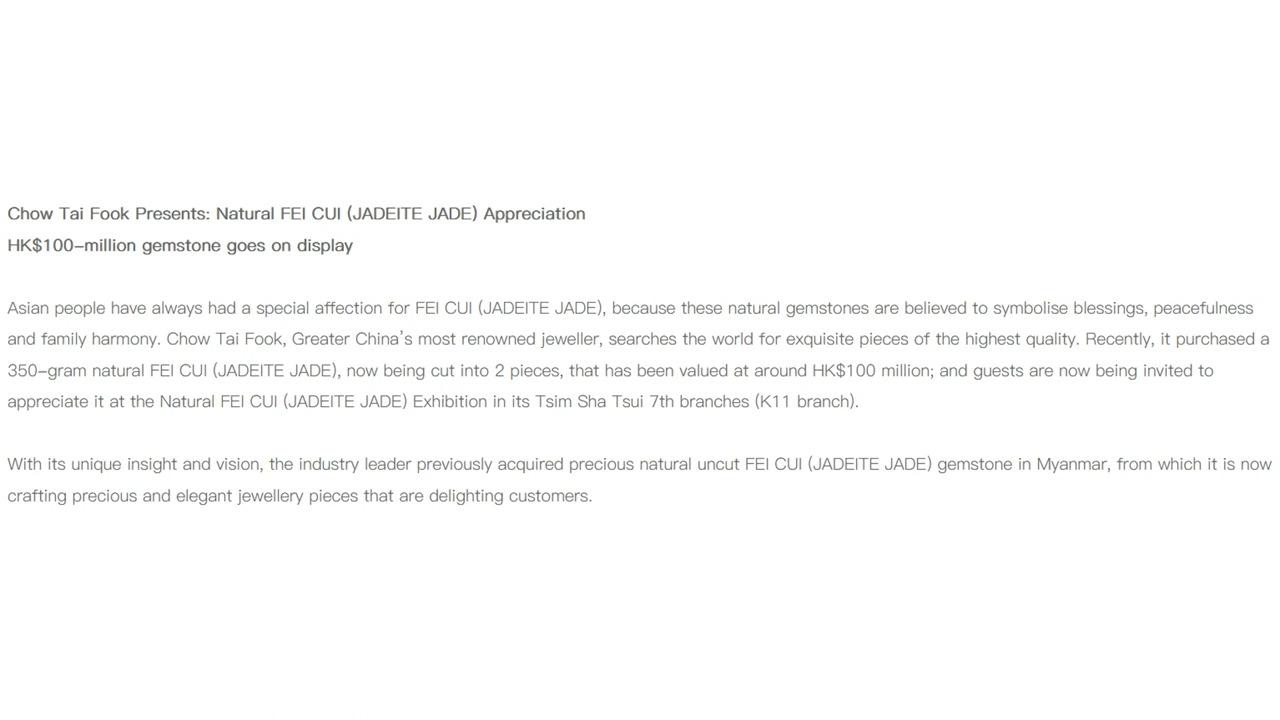 Chow Tai Fook Presents: Natural FEI CUI (JADEITE JADE) Appreciation
HK$100-million gemstone goes on display
Asian people have always had a special affection for FEI CUI (JADEITE JADE), because these natural gemstones are believed to symbolise blessings, peacefulness
and family harmony. Chow Tai Fook, Greater China's most renowned jeweller, searches the world for exquisite pieces of the highest quality. Recently, it purchased a
350-gram natural FEI CUI (JADEITE JADE), now being cut into 2 pieces, that has been valued at around HK$100 million; and guests are now being invited to
appreciate it at the Natural FEI CUI (JADEITE JADE) Exhibition in its Tsim Sha Tsui 7th branches (K11 branch).
With its unique insight and vision, the industry leader previously acquired precious natural uncut FEI CUI (JADEITE JADE) gemstone in Myanmar, from which it is now
crafting precious and elegant jewellery pieces that are delighting customers.